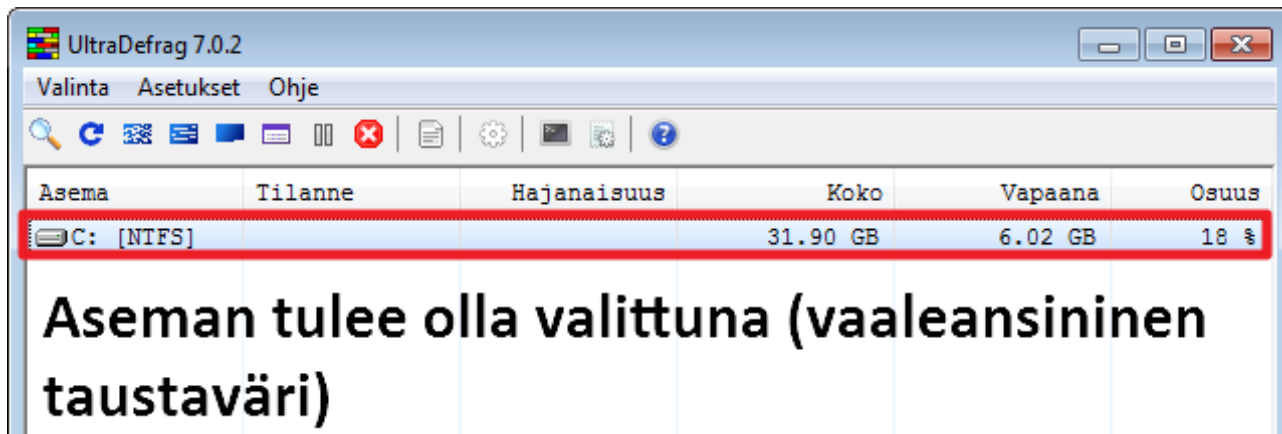 UltraDefrag 7.0.2
Valinta Asetukset Ohje
Asema Tilanne Hajanaisuus Koko Vapaana Osuus
C: [NTFS] 31.90 GB 6.02 GB 18 %
Aseman tulee olla valittuna (vaaleansininen
taustaväri)